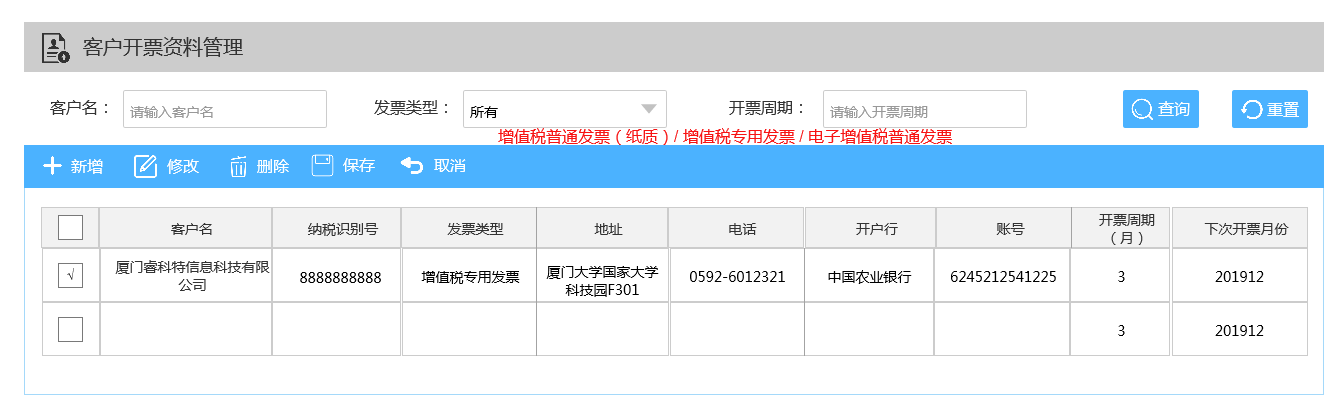 客户开票资料管理
客户名： 请输入客户名 发票类型： 所有 开票周期： 请输入开票周期 查询 重置
增值税普通发票（纸质）/ 增值税专用发票 / 电子增值税普通发票
新增 修改 删除 保存 取消
客户名 纳税识别号 发票类型 地址 电话 开户行 账号 开票周期（月） 下次开票月份
√ 厦门睿科特信息科技有限公司 8888888888 增值税专用发票 厦门大学国家大学科技园F301 0592-6012321 中国农业银行 6245212541225 3 201912
3 201912